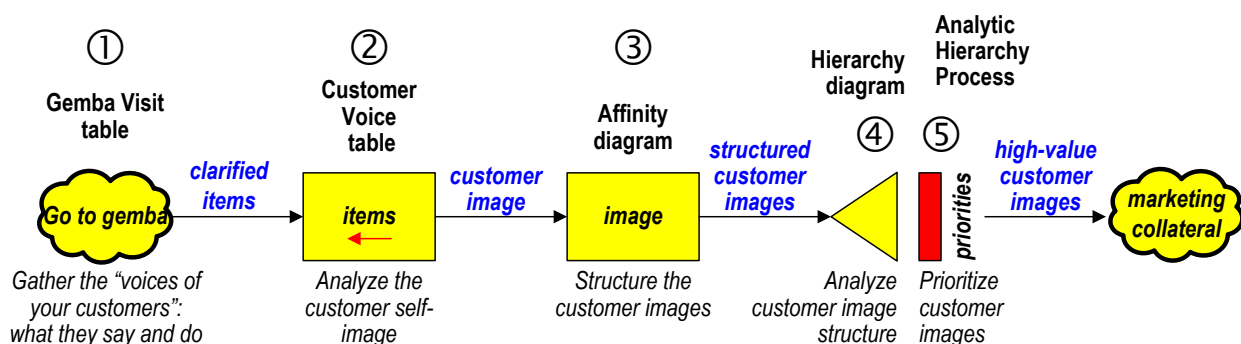 ①
Gemba Visit
table
clarified
items
Go to gemba
Gather the “voices of
your customers”:
what they say and do
②
Customer
Voice
table
customer
image
items
Analyze the
customer self-
image
③
Affinity
diagram
structured
customer
images
image
Structure the
customer images
Hierarchy
diagram
④
Analyze
customer image
structure
Analytic
Hierarchy
Process
⑤
priorities
Prioritize
customer
images
high-value
customer
images
marketing
collateral